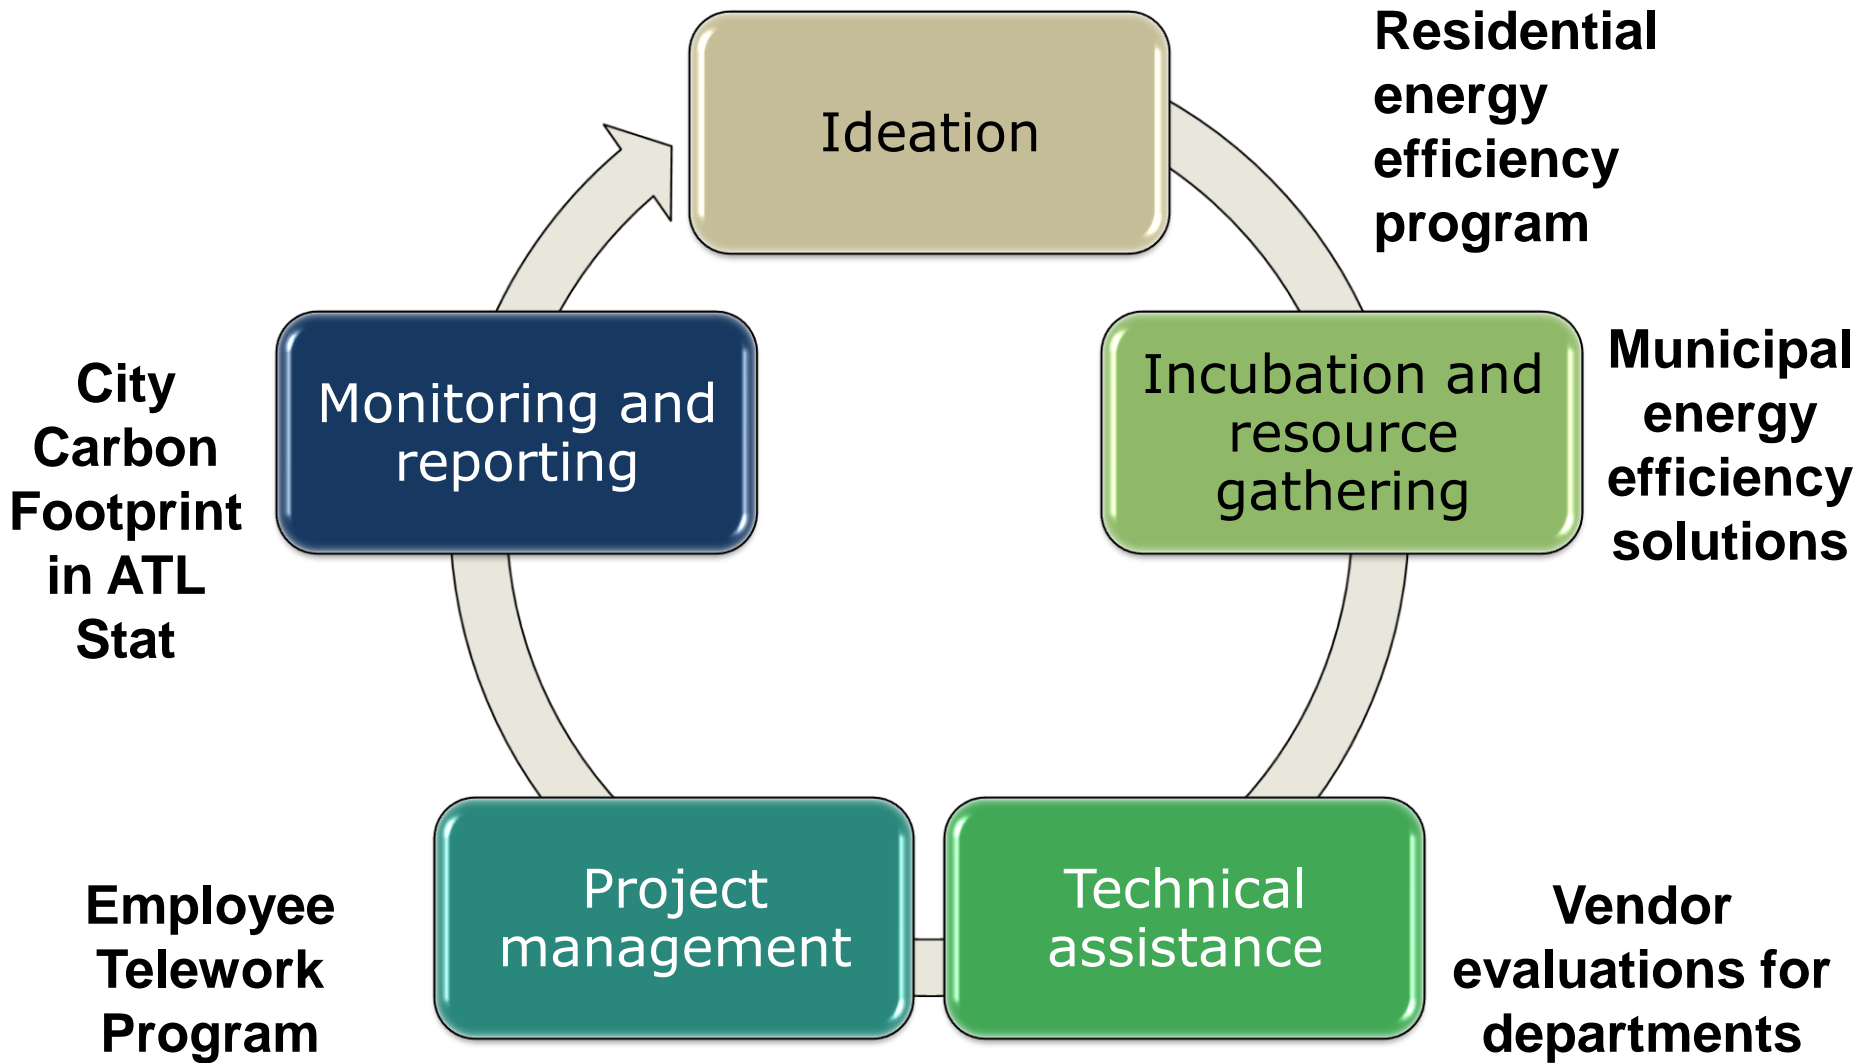 Ideation
Residential
energy
efficiency
program
Incubation and
resource
gathering
Municipal
energy
efficiency
solutions
Technical
assistance
Vendor
evaluations for
departments
Project
management
Employee
Telework
Program
Monitoring and
reporting
City
Carbon
Footprint
in ATL
Stat